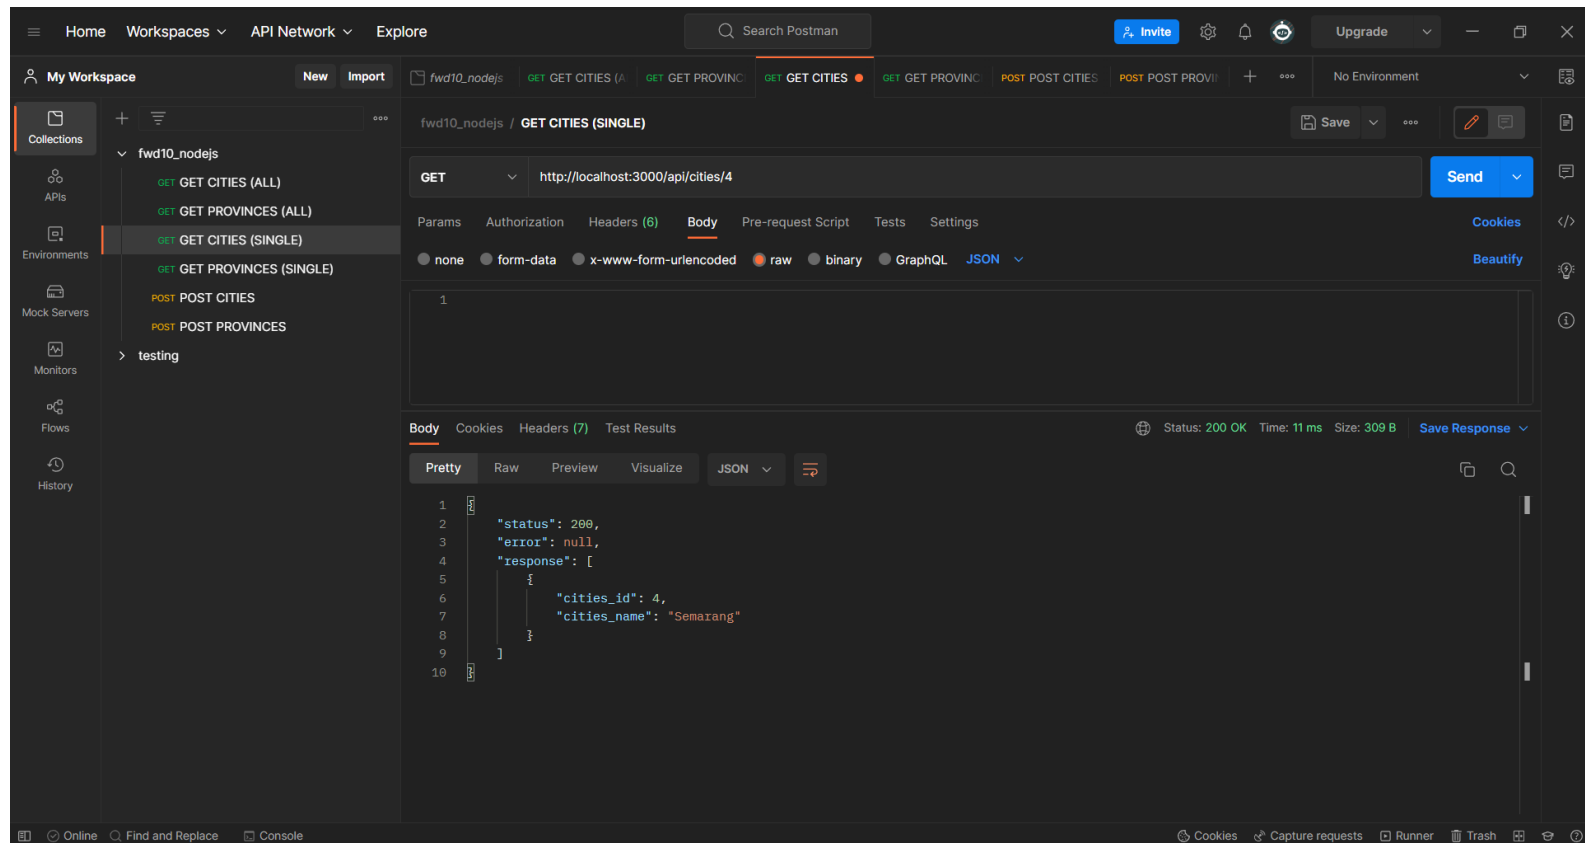 Home Workspaces API Network Explore Search Postman Invite Upgrade
My Workspace New Import fwd10_nodejs GET GET CITIES (A GET GET PROVINC GET GET CITIES GET GET PROVINC POST POST CITIES POST POST PROVI No Environment
Collections
APIs
Environments
Mock Servers
Monitors
Flows
History
fwd10_nodejs
GET GET CITIES (ALL)
GET GET PROVINCES (ALL)
GET GET CITIES (SINGLE)
GET GET PROVINCES (SINGLE)
POST POST CITIES
POST POST PROVINCES
testing
fwd10_nodejs / GET CITIES (SINGLE) Save
GET http://localhost:3000/api/cities/4 Send
Params Authorization Headers (6) Body Pre-request Script Tests Settings Cookies
none form-data x-www-form-urlencoded raw binary GraphQL JSON Beautify
1
Body Cookies Headers (7) Test Results Status: 200 OK Time: 11 ms Size: 309 B Save Response
Pretty Raw Preview Visualize JSON
1 {
2 "status": 200,
3 "error": null,
4 "response": [
5 {
6 "cities_id": 4,
7 "cities_name": "Semarang"
8 }
9 ]
10 }
Online Find and Replace Console Cookies Capture requests Runner Trash